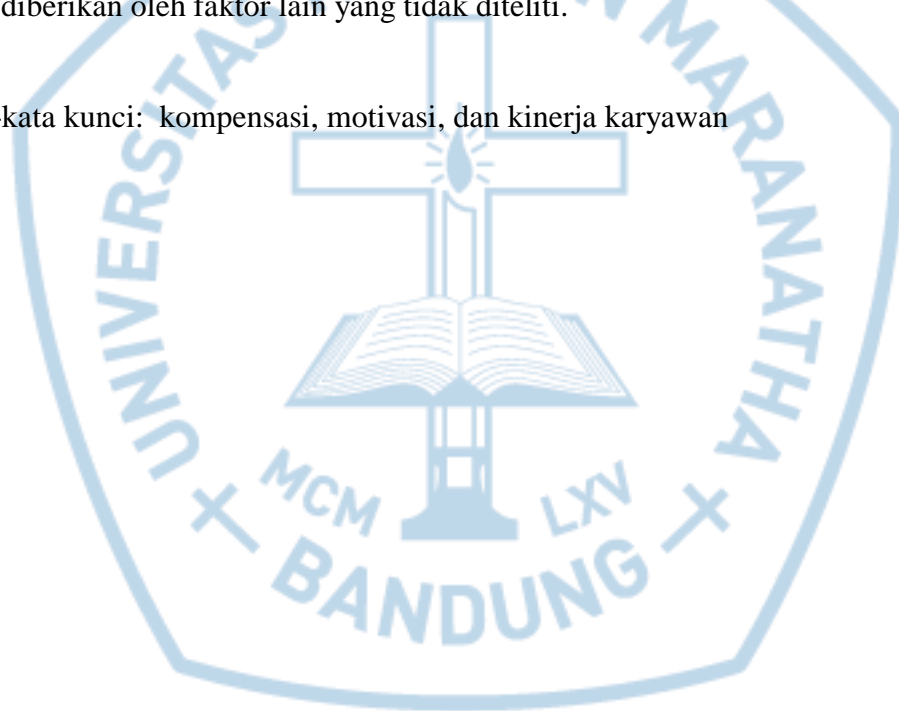 diberikan oleh faktor lain yang tidak diteliti.
-kata kunci: kompensasi, motivasi, dan kinerja karyawan
UNIVERSITAS
N MARANATHA
MCM LXV
BANDUNG